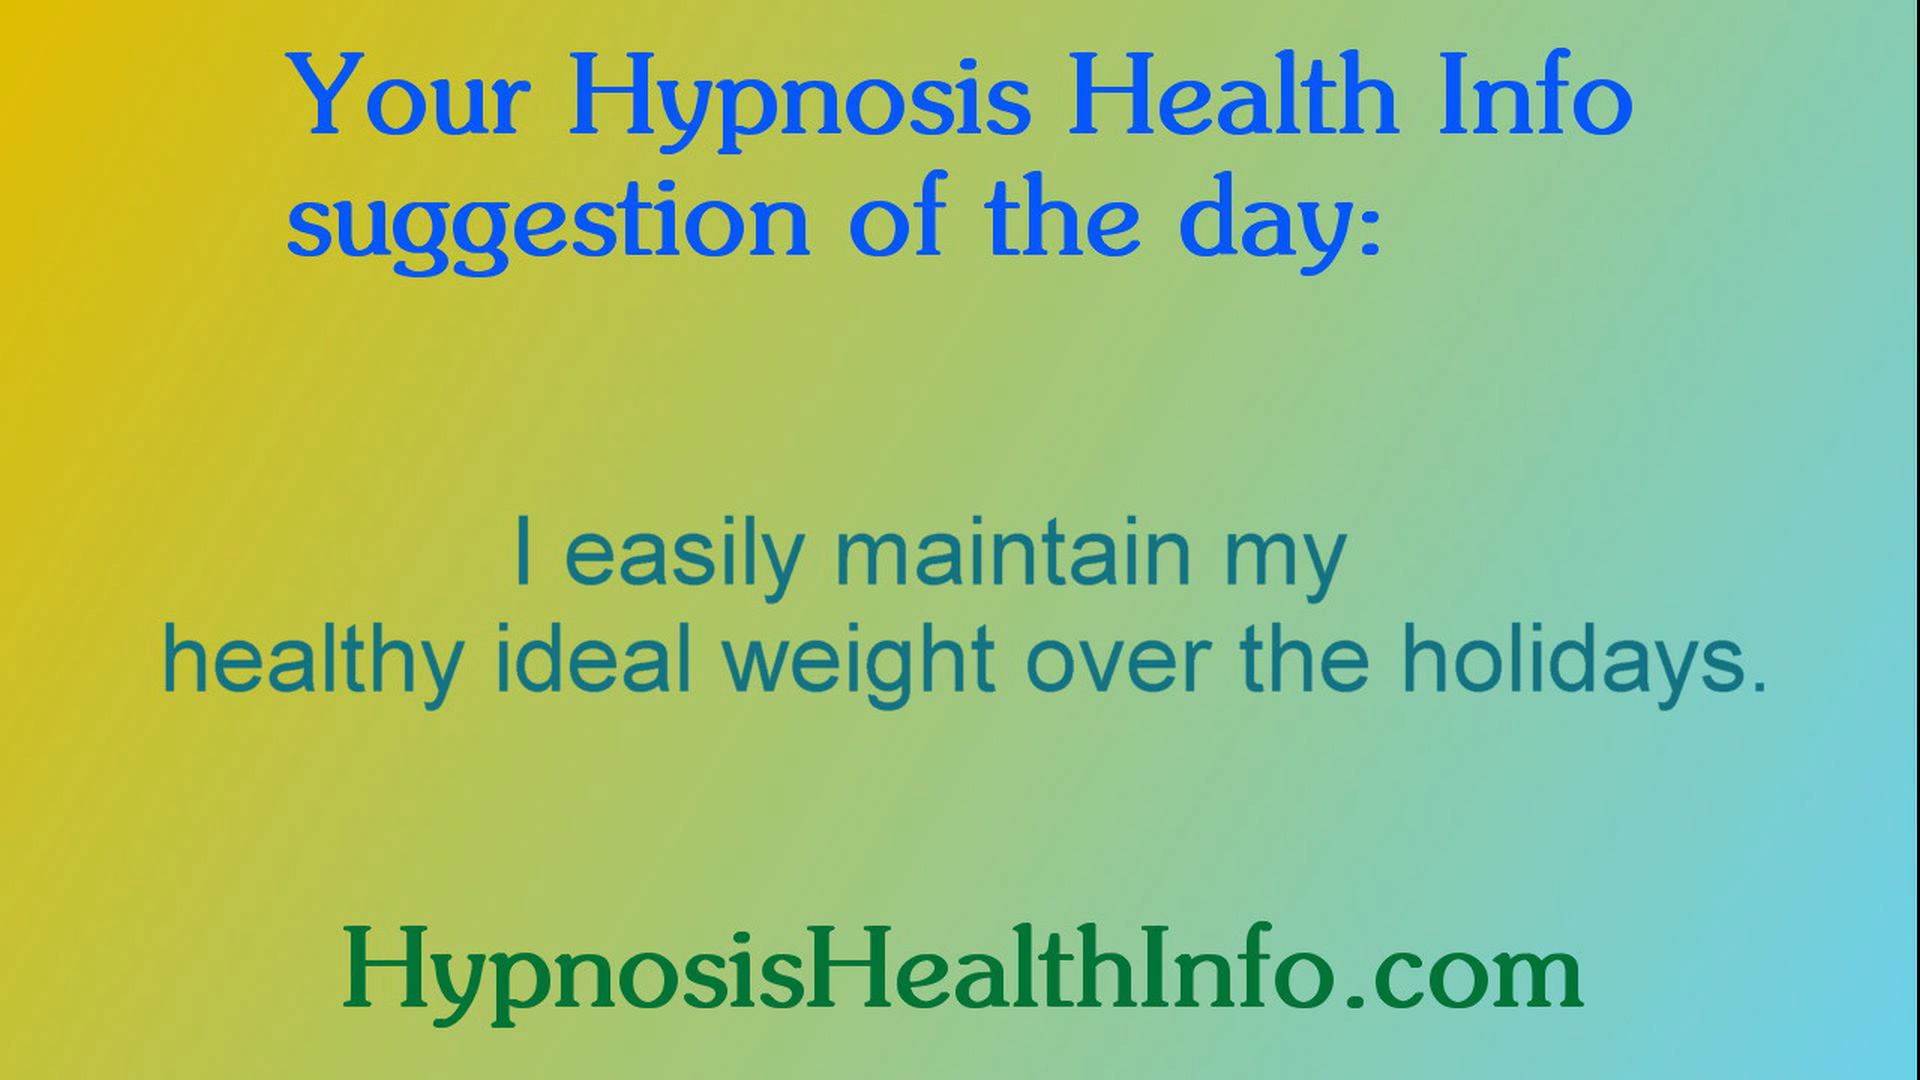 Your Hypnosis Health Info
suggestion of the day:
I easily maintain my
healthy ideal weight over the holidays.
HypnosisHealthInfo.com